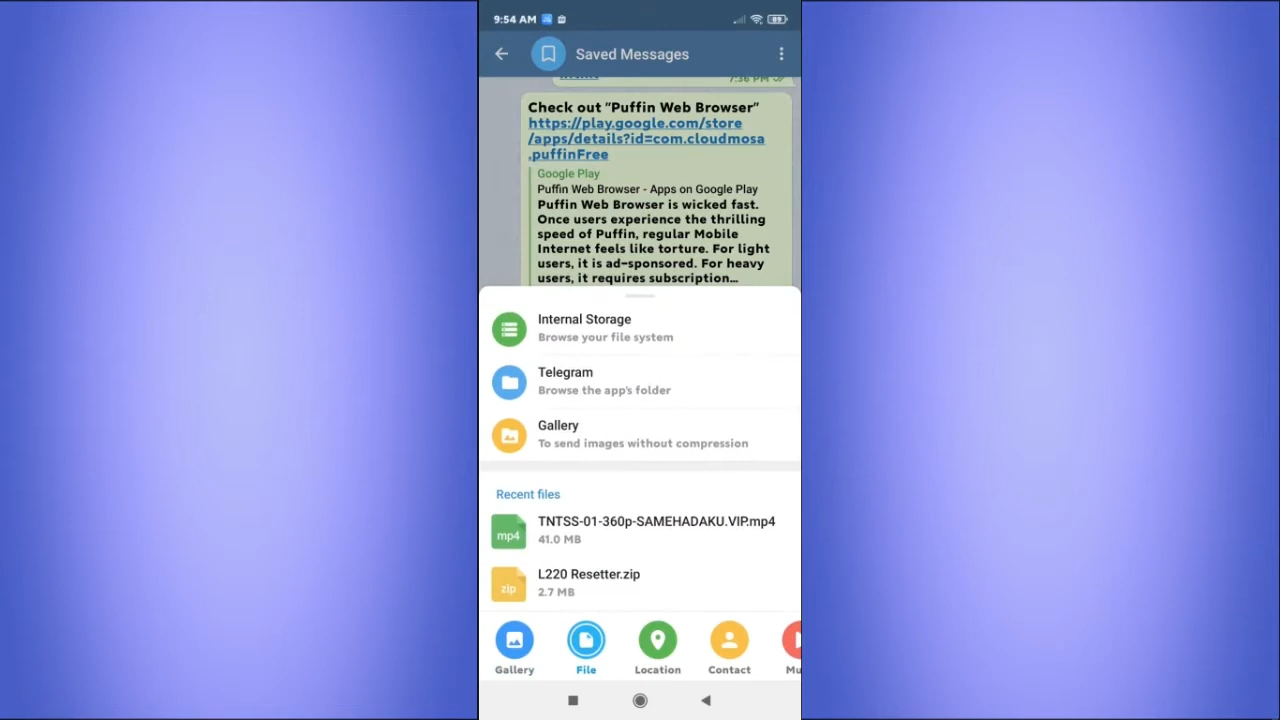 9:54 AM
89
Saved Messages
7:36 PM
Check out "Puffin Web Browser"
https://play.google.com/store
/apps/details?id=com.cloudmosa
.puffinFree
Google Play
Puffin Web Browser - Apps on Google Play
Puffin Web Browser is wicked fast.
Once users experience the thrilling
speed of Puffin, regular Mobile
Internet feels like torture. For light
users, it is ad-sponsored. For heavy
users, it requires subscription...
Internal Storage
Browse your file system
Telegram
Browse the app's folder
Gallery
To send images without compression
Recent files
mp4
TNTSS-01-360p-SAMEHADAKU.VIP.mp4
41.0 MB
zip
L220 Resetter.zip
2.7 MB
Gallery
File
Location
Contact
Mu